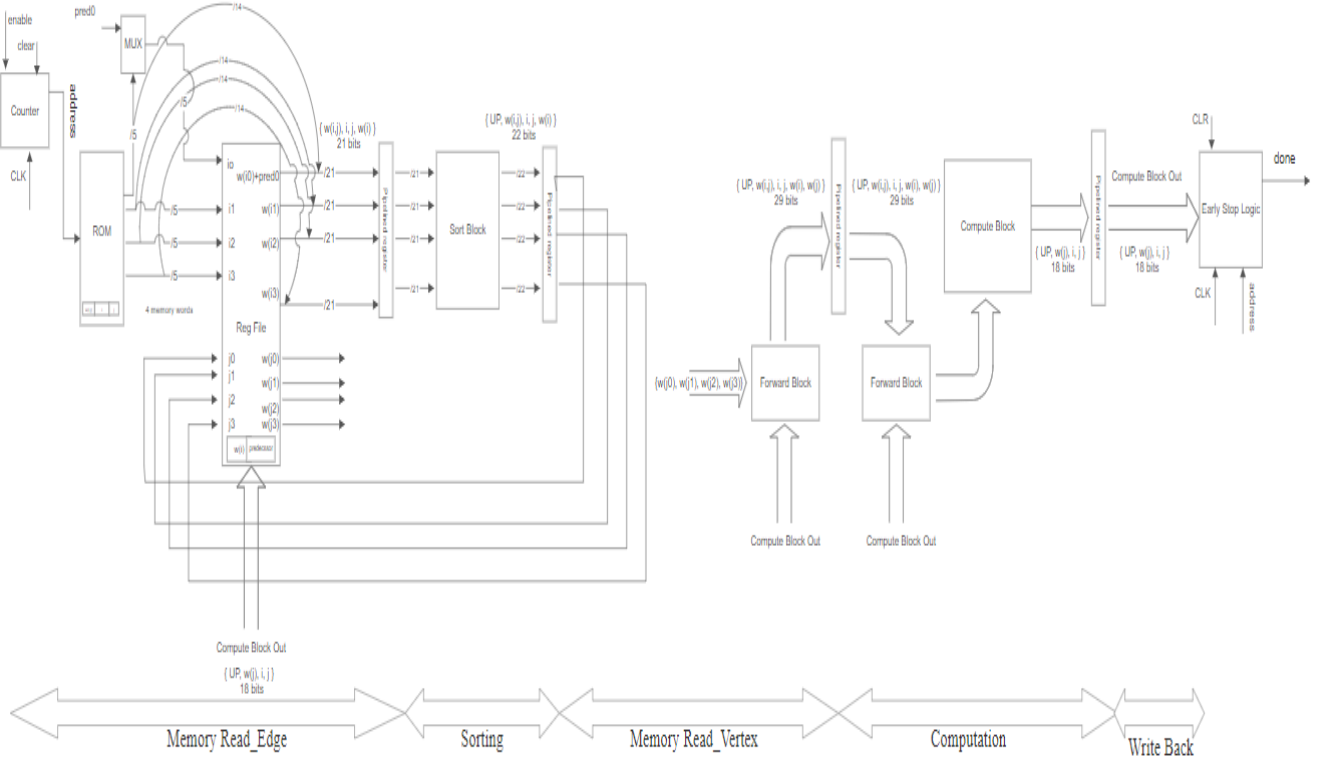 enable
clear
Counter
CLK
address
pred0
MUX
/5
/14
/14
/14
/14
/5
ROM
/5
/5
/5
4 memory words
io
i1
i2
i3
w(i0)+pred0
w(i1)
w(i2)
w(i3)
Reg File
j0
j1
j2
j3
w(j0)
w(j1)
w(j2)
w(j3)
w(i) predecessor
{ w(i,j), i, j, w(i) }
21 bits
/21
/21
/21
/21
Pipelined register
/21
/21
/21
/21
Sort Block
{ UP, w(i,j), i, j, w(i) }
22 bits
/22
/22
/22
/22
Pipelined register
Compute Block Out
{ UP, w(j), i, j }
18 bits
{w(j0), w(j1), w(j2), w(j3)}
Forward Block
Compute Block Out
{ UP, w(i,j), i, j, w(i), w(j) }
29 bits
Pipelined register
{ UP, w(i,j), i, j, w(i), w(j) }
29 bits
Forward Block
Compute Block Out
Compute Block
{ UP, w(j), i, j }
18 bits
Pipelined register
Compute Block Out
{ UP, w(j), i, j }
18 bits
CLR
Early Stop Logic
done
CLK
address
Memory Read_Edge
Sorting
Memory Read_Vertex
Computation
Write Back